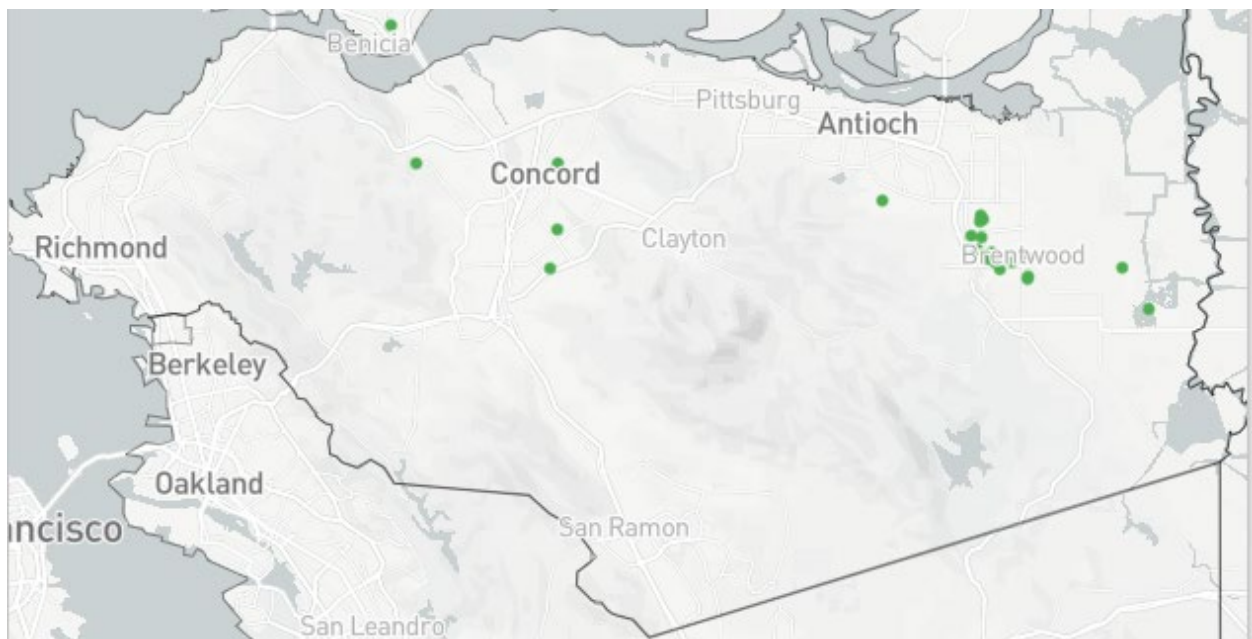 Benicia
Pittsburg
Antioch
Concord
Richmond
Clayton
Brentwood
Berkeley
Oakland
ncisco
San Ramon
San Leandro